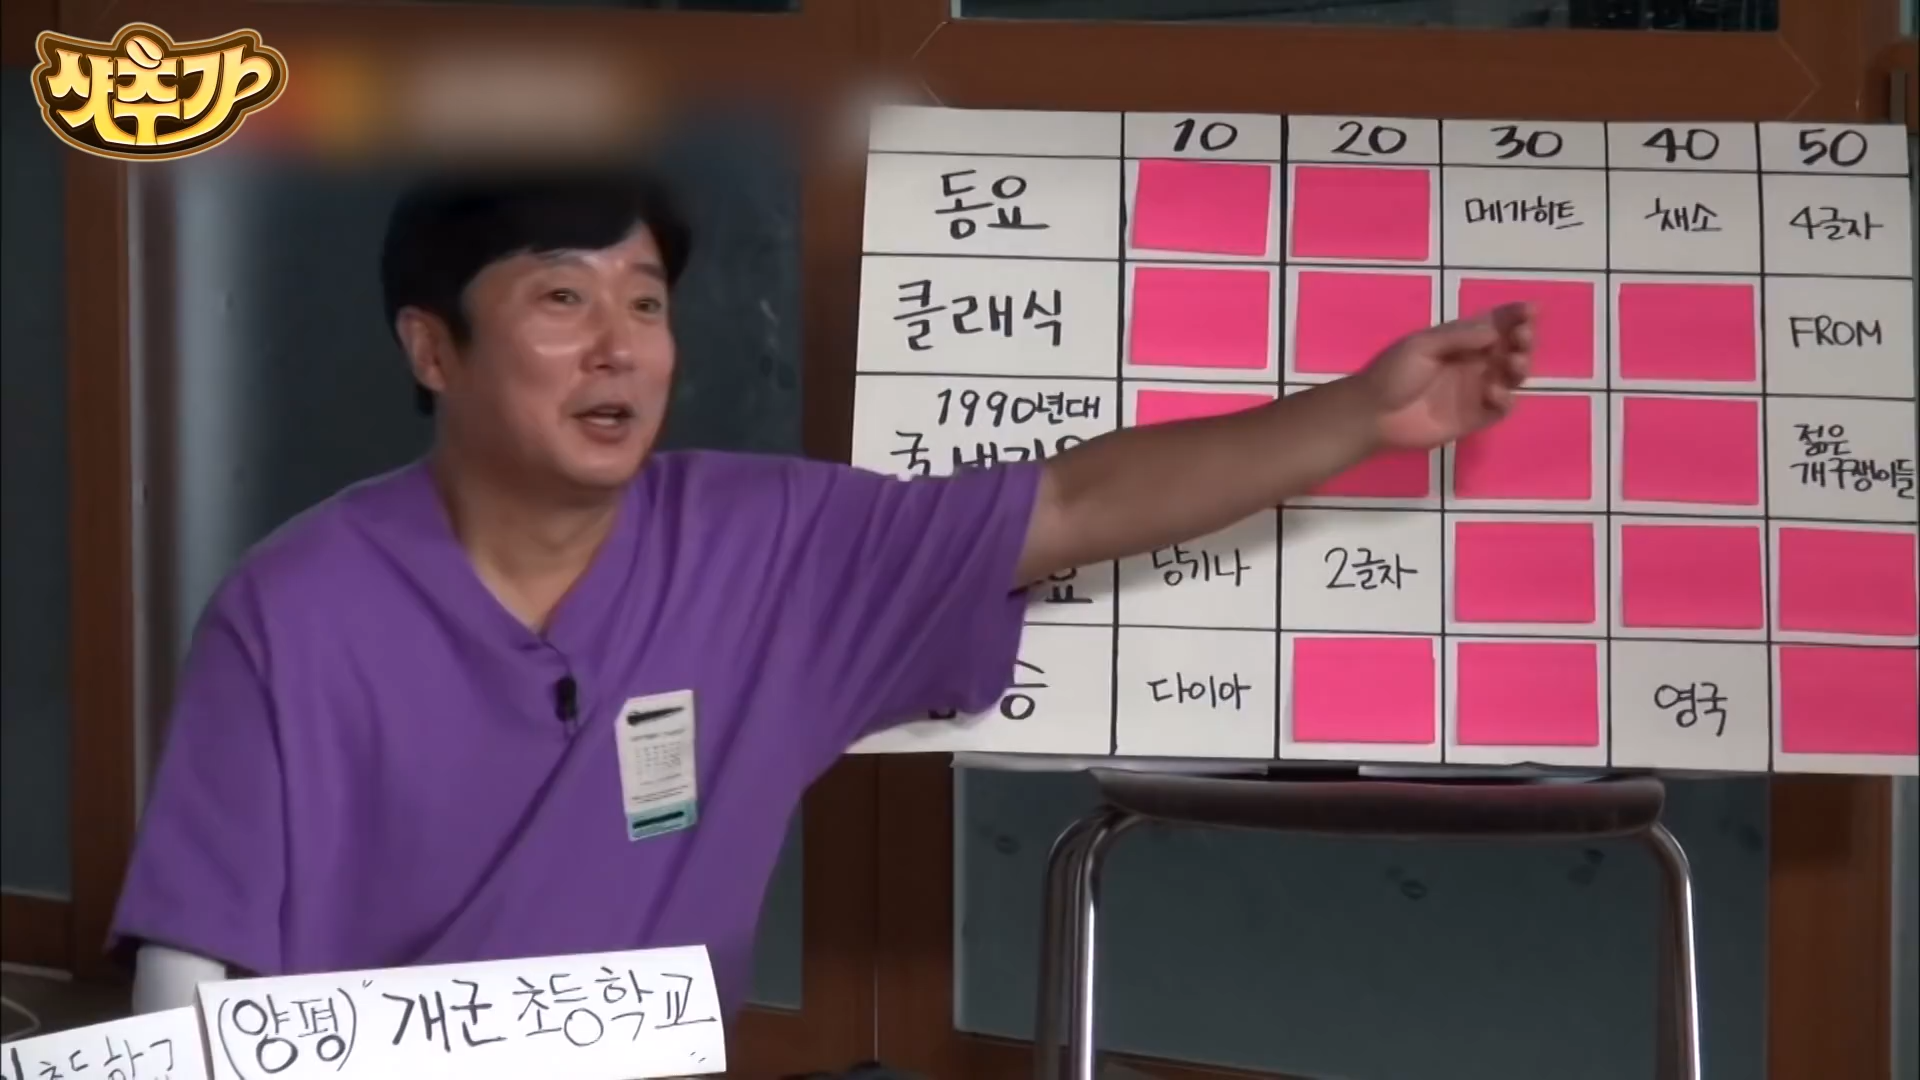 샷추가
10 20 30 40 50
동요 메가히트 채소 4글자
클래식 FROM
1990년대
젊은
개구쟁이들
당기나 2글자
다이아 영국
(양평) "개군 초등학교"